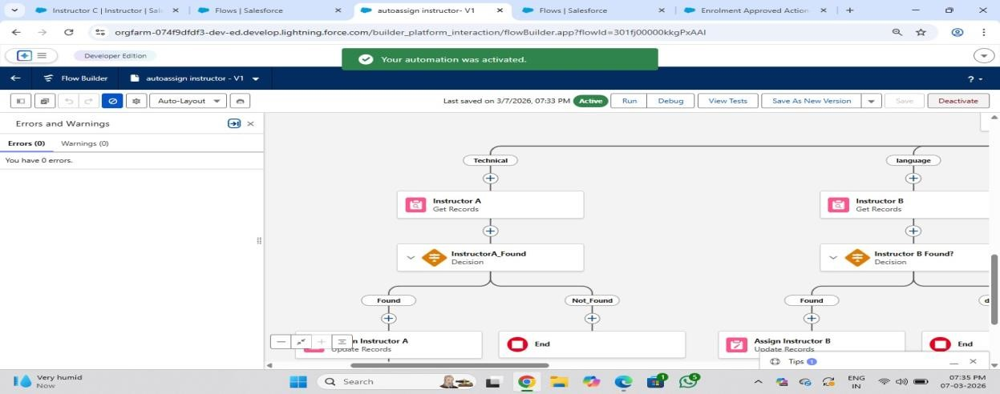 Instructor C | Instructor | Sal
Flows | Salesforce
autoassign instructor- V1
Flows | Salesforce
Enrolment Approved Action
orgfarm-074f9dfdf3-dev-ed.develop.lightning.force.com/builder_platform_interaction/flowBuilder.app?flowId=301fj00000kkgPxAAI
Developer Edition
Your automation was activated.
Flow Builder
autoassign instructor - V1
?
Auto-Layout
Last saved on 3/7/2026, 07:33 PM
Active
Run
Debug
View Tests
Save As New Version
Save
Deactivate
Errors and Warnings
Errors (0)
Warnings (0)
You have 0 errors.
Technical
language
Instructor A
Get Records
Instructor B
Get Records
InstructorA_Found
Decision
Instructor B Found?
Decision
Found
Not_Found
Found
d
n Instructor A
Update Records
End
Assign Instructor B
Update Records
End
Tips 1
Very humid
Now
Search
1
5
ENG
IN
07:35 PM
07-03-2026